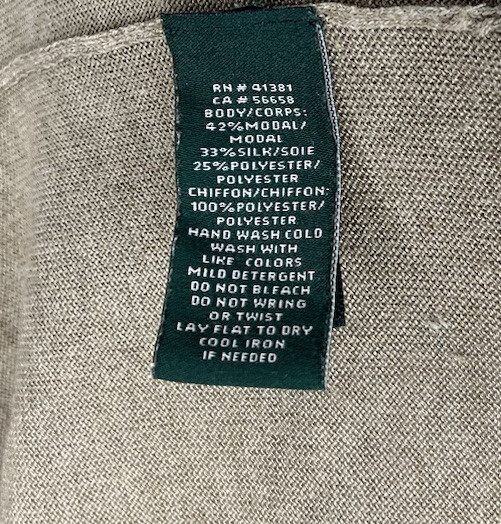 RN # 41381
CA # 56658
BODY/CORPS:
42%MODAL/
MODAL
33%SILK/SOIE
25%POLYESTER/
POLYESTER
CHIFFON/CHIFFON:
100%POLYESTER/
POLYESTER
HAND WASH COLD
WASH WITH
LIKE COLORS
MILD DETERGENT
DO NOT BLEACH
DO NOT WRING
OR TWIST
LAY FLAT TO DRY
COOL IRON
IF NEEDED